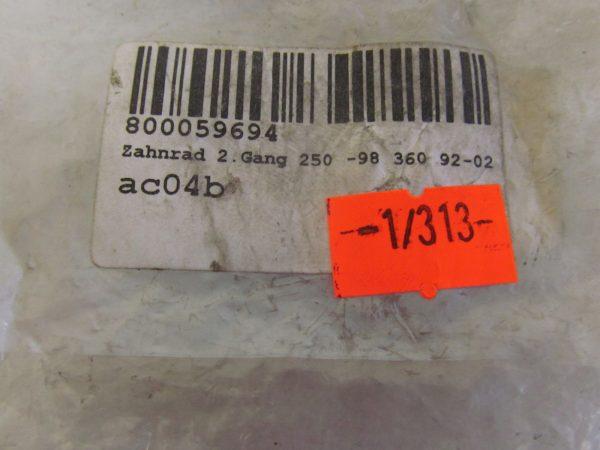 800059694
Zahnrad 2.Gang 250 -98 360 92-02
ac04b
--1/313-